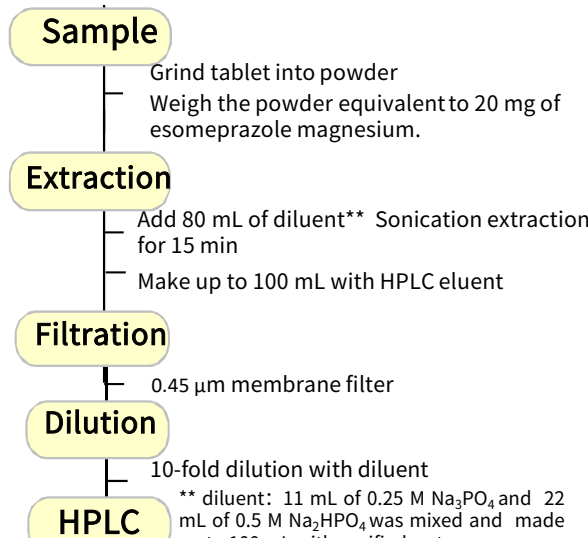 Sample
Grind tablet into powder
Weigh the powder equivalent to 20 mg of
esomeprazole magnesium.
Extraction
Add 80 mL of diluent** Sonication extraction
for 15 min
Make up to 100 mL with HPLC eluent
Filtration
0.45 μm membrane filter
Dilution
10-fold dilution with diluent
HPLC
** diluent: 11 mL of 0.25 M Na₃PO₄ and 22
mL of 0.5 M Na₂HPO₄ was mixed and made